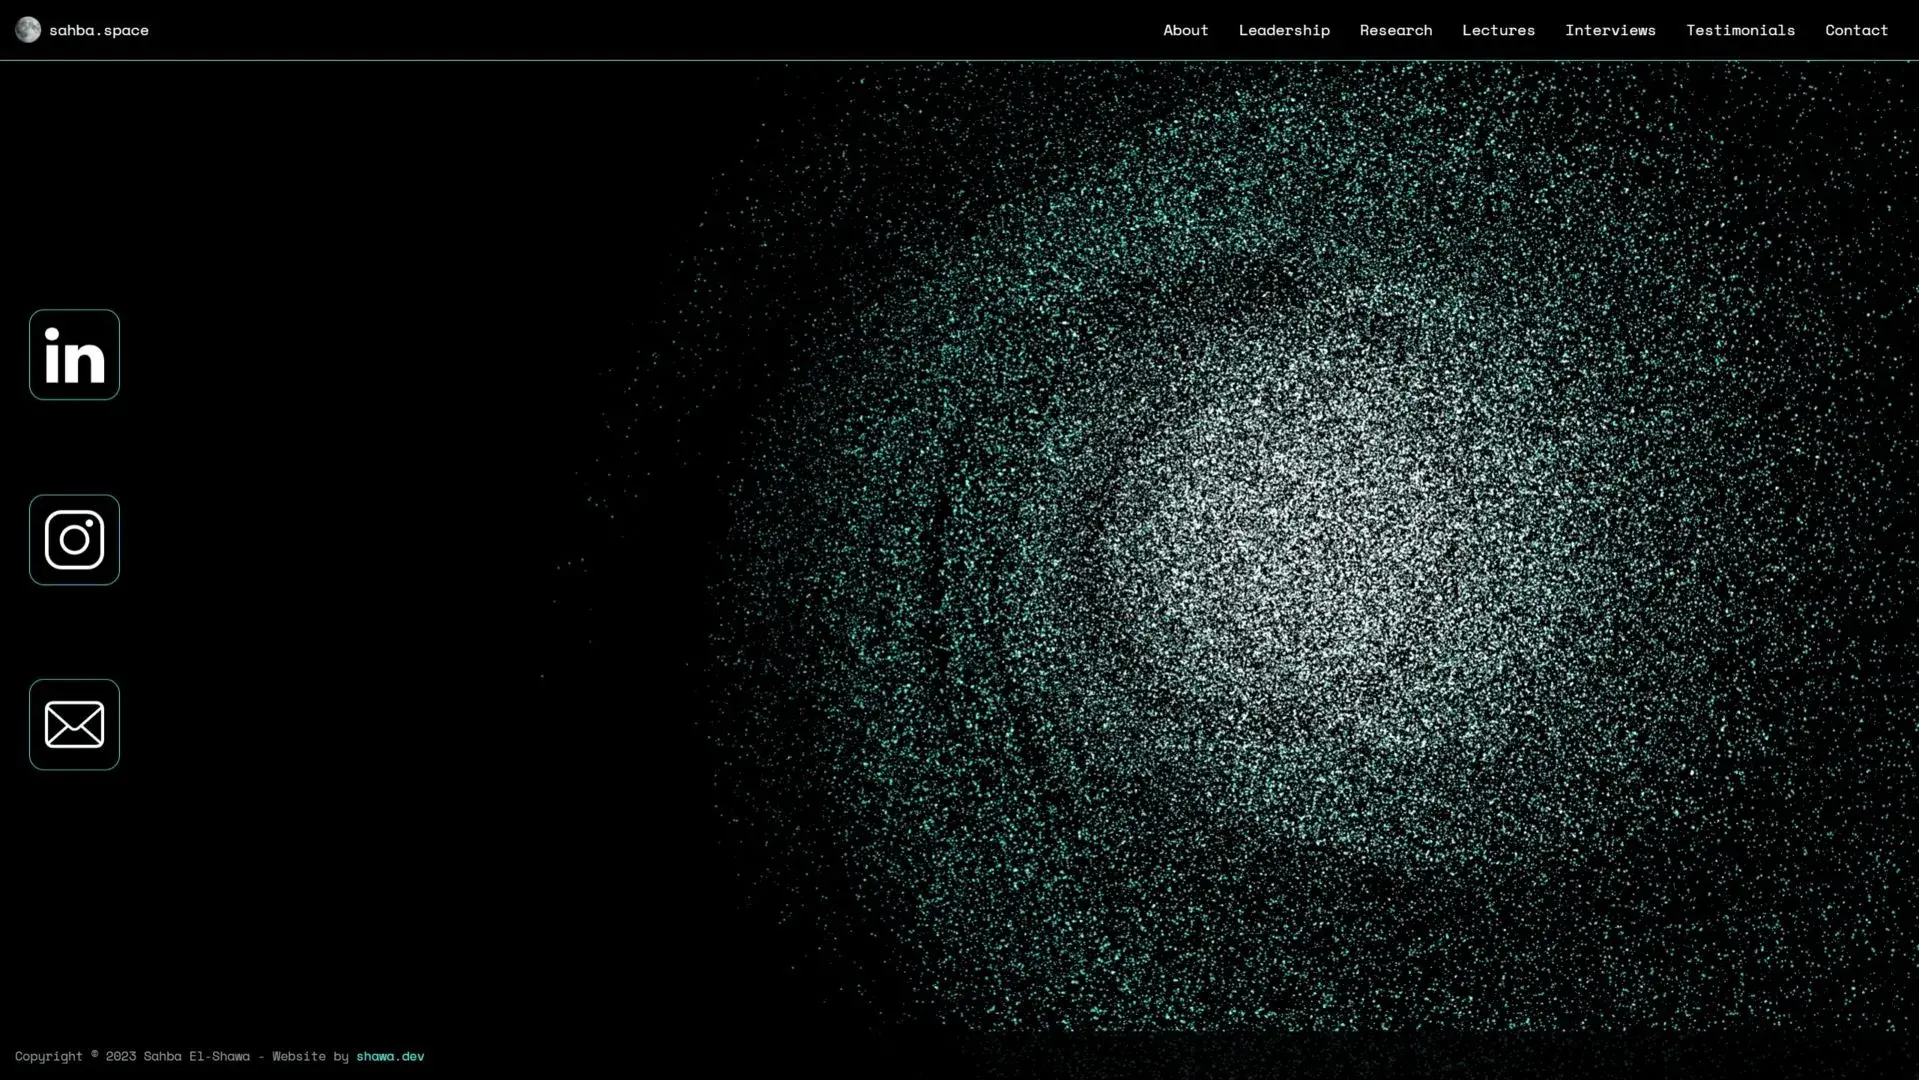 sahba.space
About Leadership Research Lectures Interviews Testimonials Contact
in
Copyright © 2023 Sahba El-Shawa - Website by shawa.dev